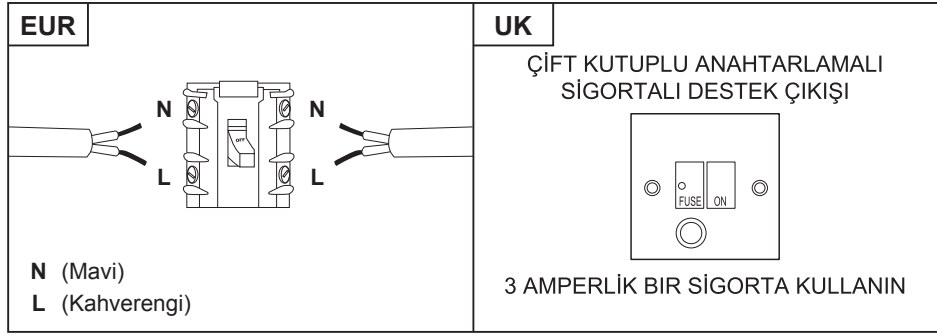 EUR
N
N
OFF
L
L
N (Mavi)
L (Kahverengi)
UK
ÇİFT KUTUPLU ANAHTARLAMALI
SİGORTALI DESTEK ÇIKIŞI
FUSE ON
3 AMPERLİK BIR SİGORTA KULLANIN